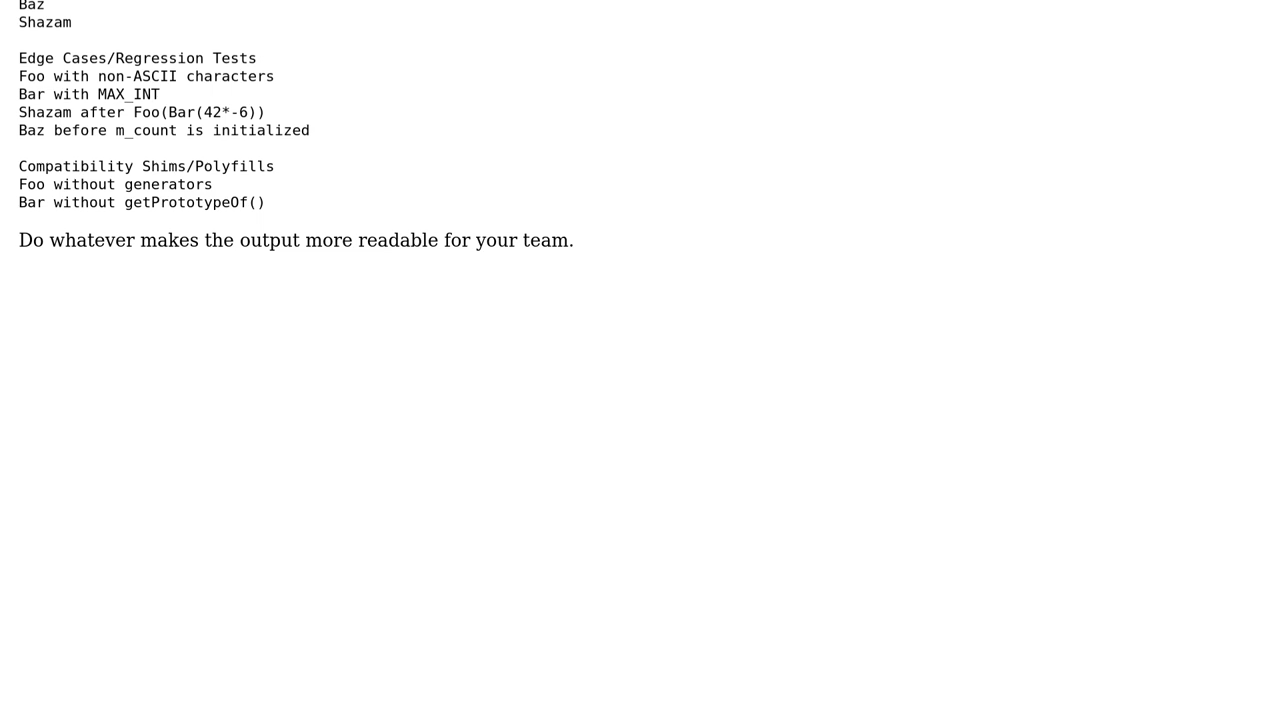 Baz
Shazam
Edge Cases/Regression Tests
Foo with non-ASCII characters
Bar with MAX_INT
Shazam after Foo(Bar(42*-6))
Baz before m_count is initialized
Compatibility Shims/Polyfills
Foo without generators
Bar without getPrototypeOf()
Do whatever makes the output more readable for your team.